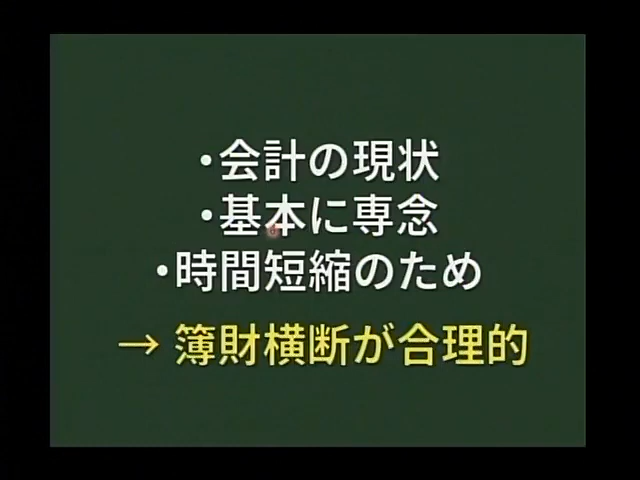 ・会計の現状
・基本に専念
・時間短縮のため
→ 簿財横断が合理的